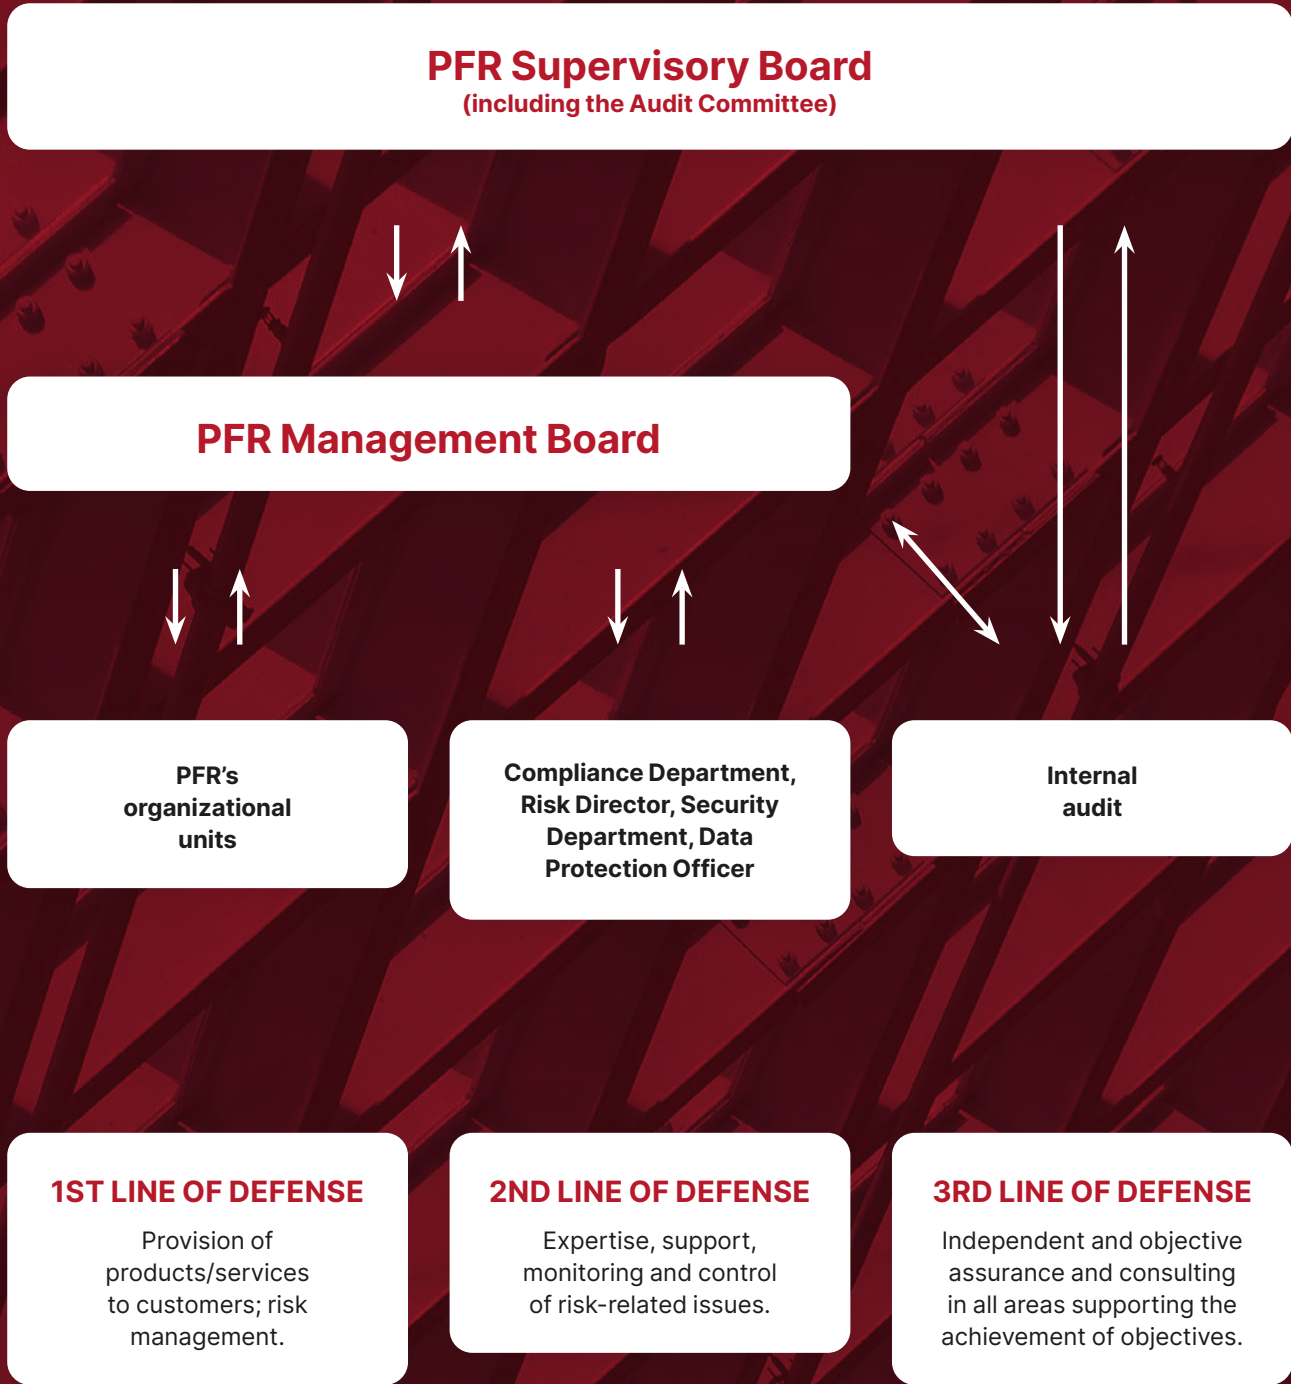 PFR Supervisory Board
(including the Audit Committee)
PFR Management Board
PFR’s
organizational
units
Compliance Department,
Risk Director, Security
Department, Data
Protection Officer
Internal
audit
1ST LINE OF DEFENSE
Provision of
products/services
to customers; risk
management.
2ND LINE OF DEFENSE
Expertise, support,
monitoring and control
of risk-related issues.
3RD LINE OF DEFENSE
Independent and objective
assurance and consulting
in all areas supporting the
achievement of objectives.